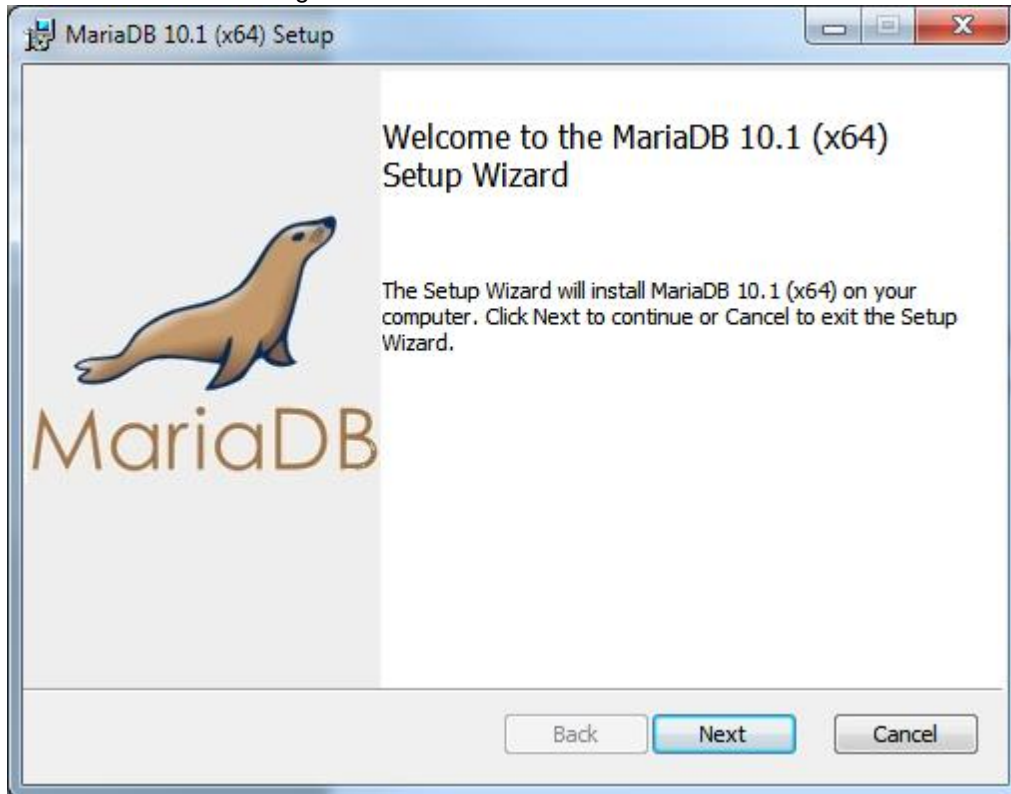 MariaDB 10.1 (x64) Setup
Welcome to the MariaDB 10.1 (x64)
Setup Wizard
The Setup Wizard will install MariaDB 10.1 (x64) on your
computer. Click Next to continue or Cancel to exit the Setup
Wizard.
MariaDB
Back
Next
Cancel